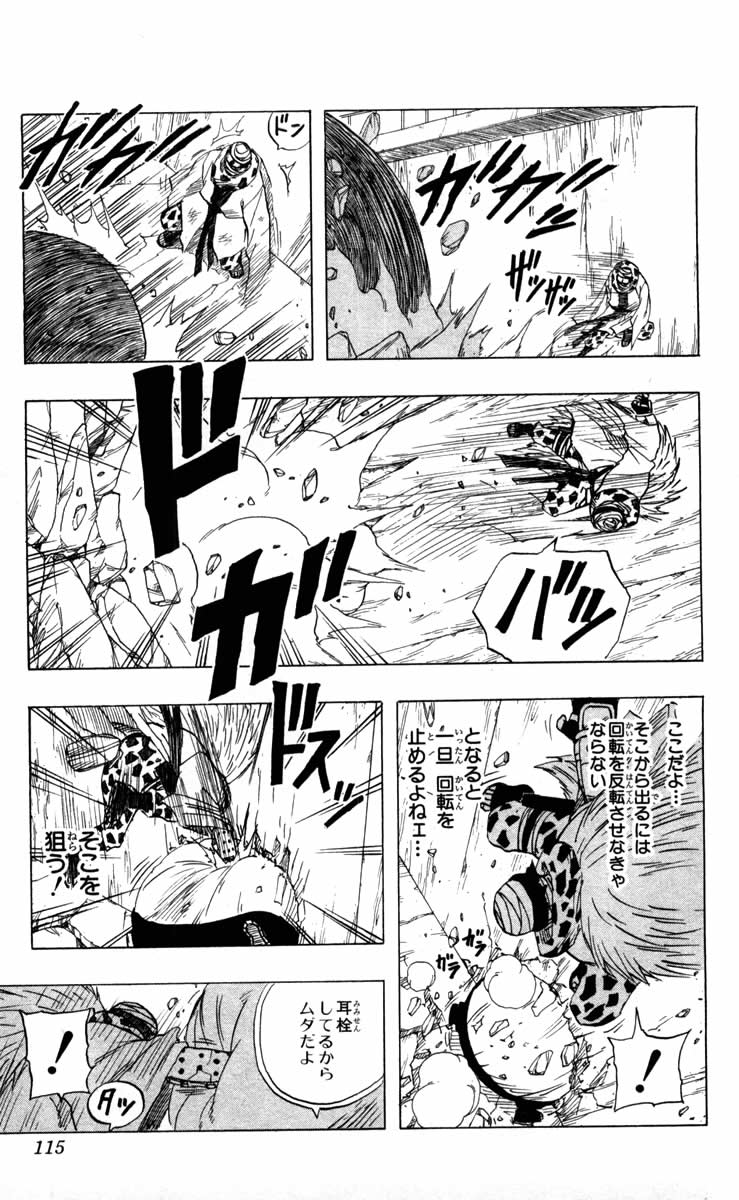 ガガガッ
ザッザッ
ドン
ガガガッ
ドガ
バッ
ここだよ…
そこから出るには
回転を反転させなきゃ
ならない
となると
一旦 回転を
止めるよねェ…
ガラ
ガラ
！
ドスッ
そこを
狙う！
耳栓
してるから
ムダだよ
タッ
！
115